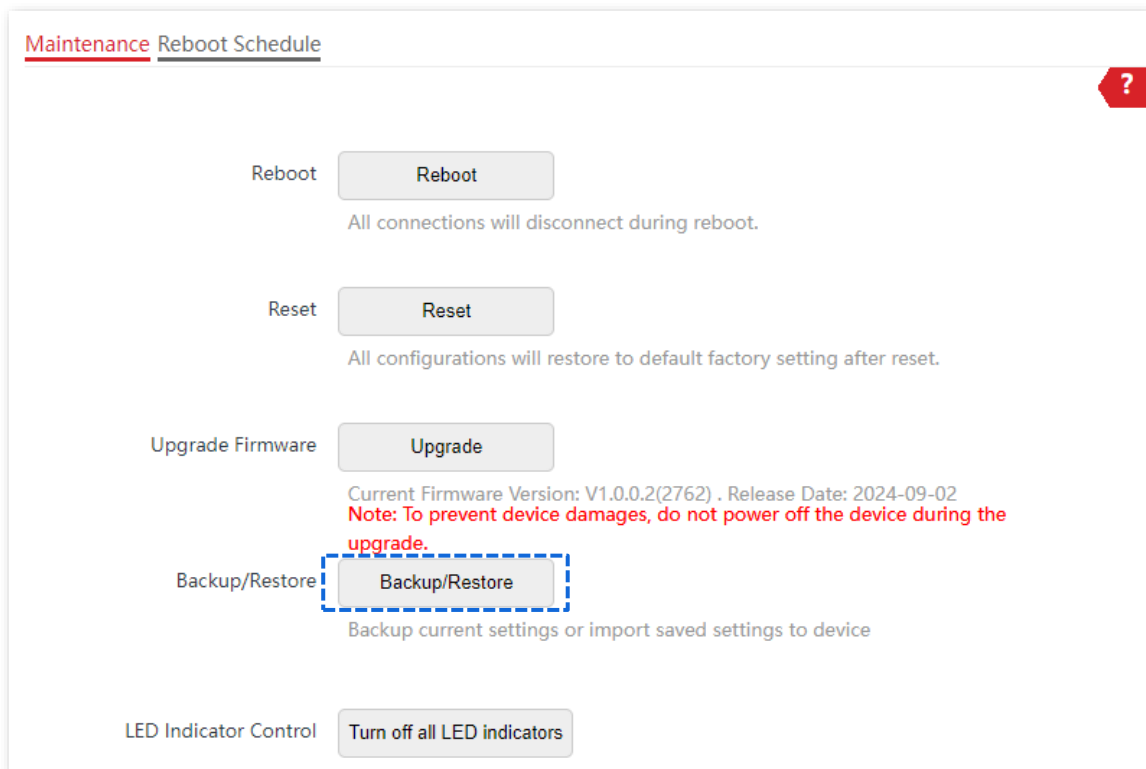 Maintenance Reboot Schedule
?
Reboot Reboot
All connections will disconnect during reboot.
Reset Reset
All configurations will restore to default factory setting after reset.
Upgrade Firmware Upgrade
Current Firmware Version: V1.0.0.2(2762) . Release Date: 2024-09-02
Note: To prevent device damages, do not power off the device during the
upgrade.
Backup/Restore Backup/Restore
Backup current settings or import saved settings to device
LED Indicator Control Turn off all LED indicators